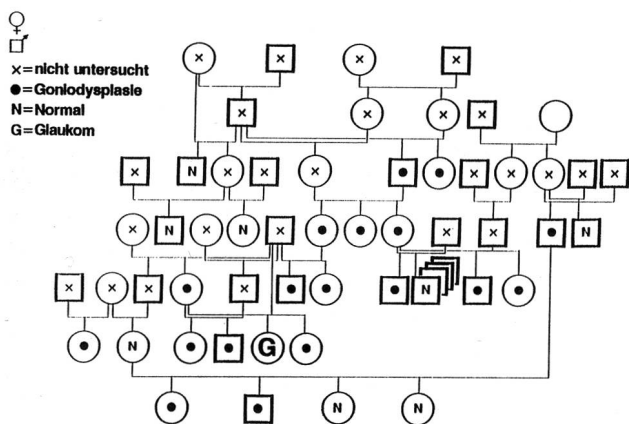 ×=nicht untersucht
●=Goniodysplasie
N=Normal
G=Glaukom
× × × ×
× × × ×
× N × × × × × × × ×
× N × N × × × N
× × × × N
N G
N N